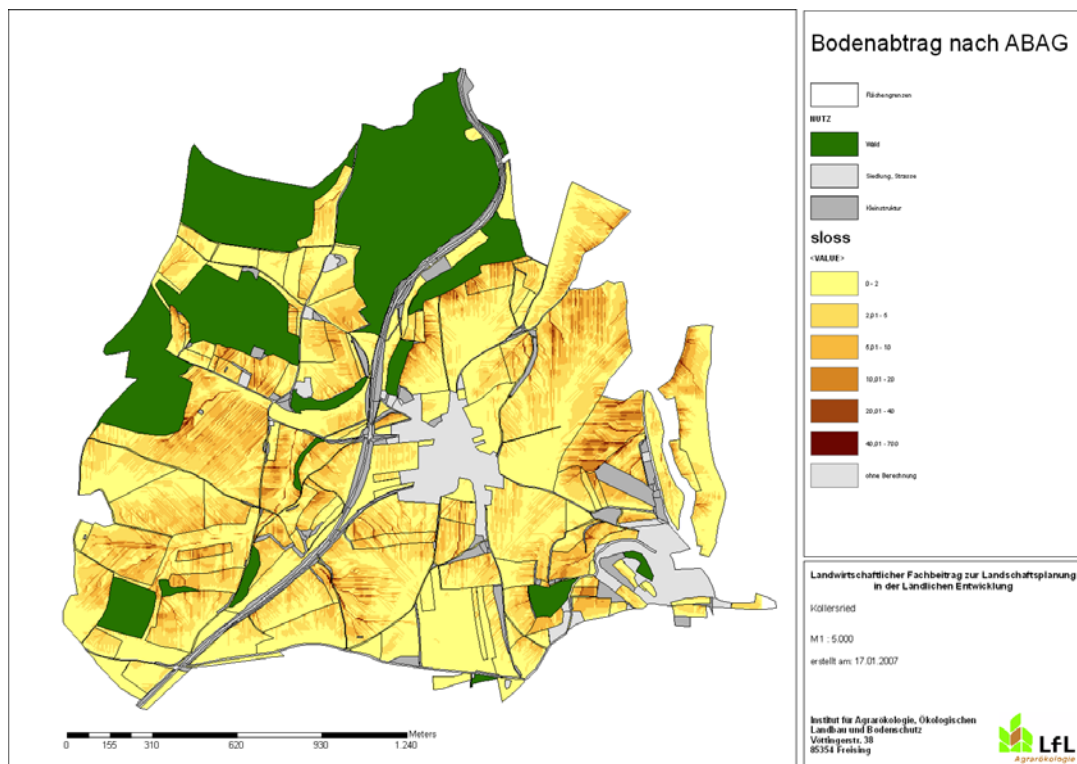 Bodenabtrag nach ABAG
Flächengrenzen
NUTZ
Wald
Siedlung, Strasse
Kleinstruktur
sloss
<VALUE>
0 - 2
2,01 - 5
5,01 - 10
10,01 - 20
20,01 - 40
40,01 - 700
ohne Berechnung
Landwirtschaftlicher Fachbeitrag zur Landschaftsplanung
in der Ländlichen Entwicklung
Kollersried
M1 : 5.000
erstellt am: 17.01.2007
Institut für Agrarökologie, Ökologischen
Landbau und Bodenschutz
Vöttingerstr. 38
85354 Freising
LfL
Agrarökologie
Meters
0 155 310 620 930 1.240